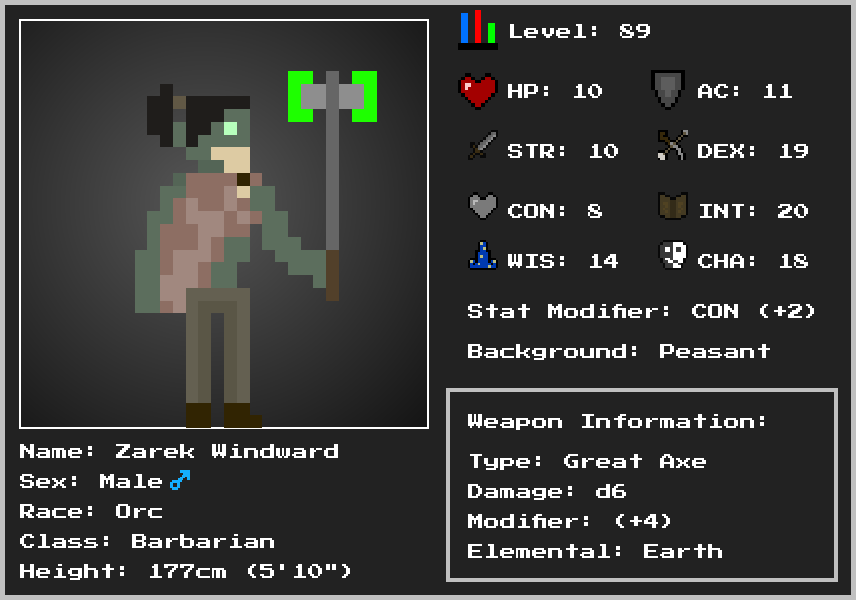 Level: 89
HP: 10
AC: 11
STR: 10
DEX: 19
CON: 8
INT: 20
WIS: 14
CHA: 18
Stat Modifier: CON (+2)
Background: Peasant
Weapon Information:
Type: Great Axe
Damage: d6
Modifier: (+4)
Elemental: Earth
Name: Zarek Windward
Sex: Male ♂
Race: Orc
Class: Barbarian
Height: 177cm (5'10")